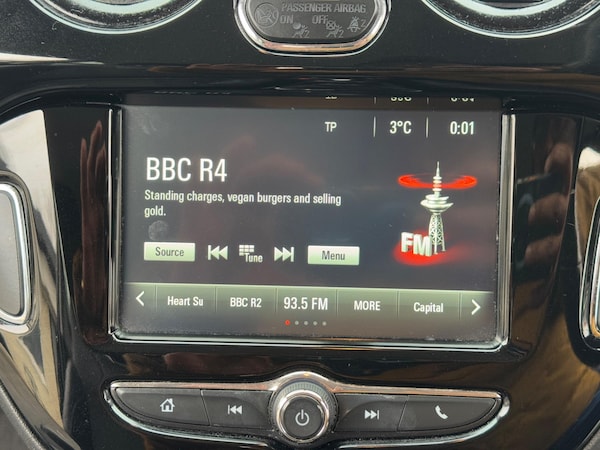 PASSENGER AIRBAG
ON OFF
TP 3°C 0:01
BBC R4
Standing charges, vegan burgers and selling
gold.
FM
Source Tune Menu
Heart Su BBC R2 93.5 FM MORE Capital